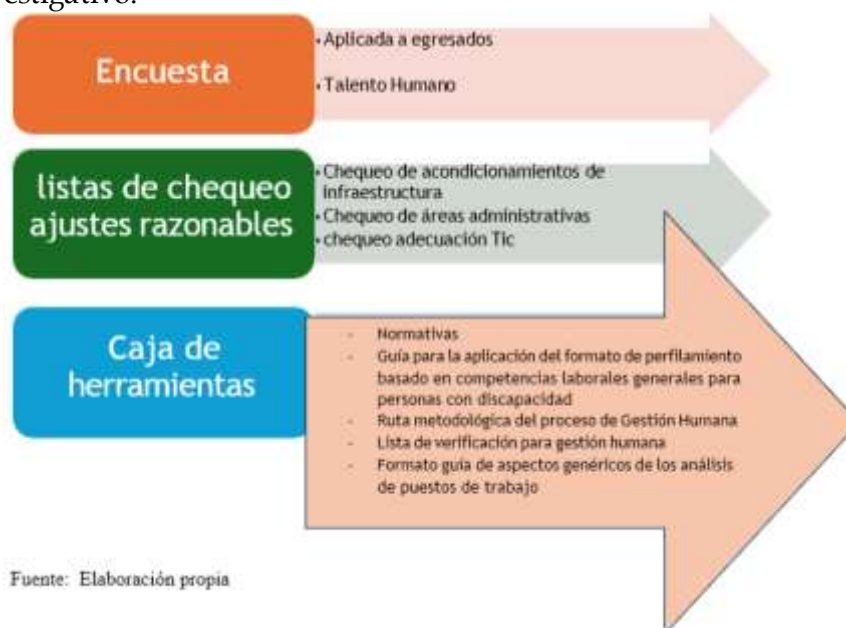 estigativo.
Encuesta
•Aplicada a egresados
•Talento Humano
listas de chequeo
ajustes razonables
•Chequeo de acondicionamientos de
infraestructura
•Chequeo de áreas administrativas
•chequeo adecuación Tic
Caja de
herramientas
- Normativas
- Guía para la aplicación del formato de perfilamiento
basado en competencias laborales generales para
personas con discapacidad
- Ruta metodológica del proceso de Gestión Humana
- Lista de verificación para gestión humana
- Formato guía de aspectos genéricos de los análisis
de puestos de trabajo
Fuente: Elaboración propia